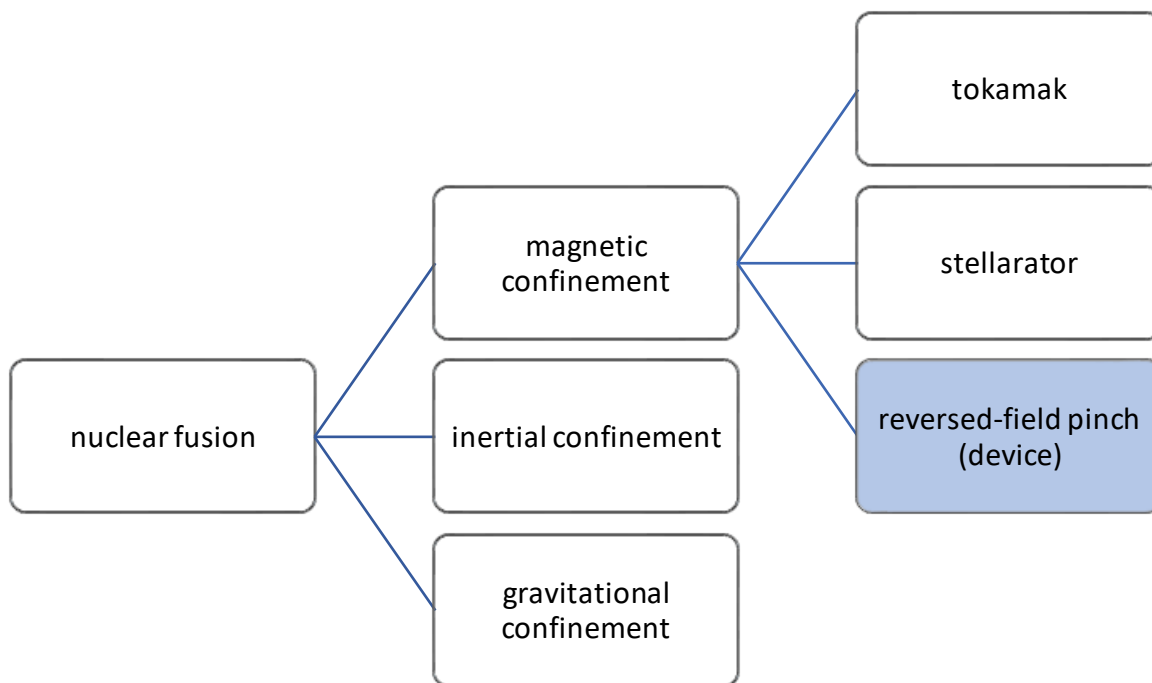 tokamak
magnetic
confinement
stellarator
nuclear fusion
inertial confinement
reversed-field pinch
(device)
gravitational
confinement